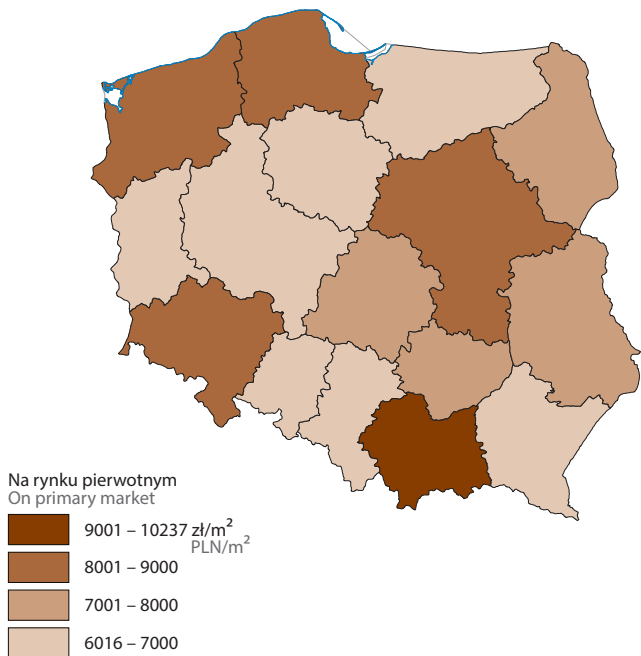 Na rynku pierwotnym
On primary market
9001 – 10237 zł/m²
PLN/m²
8001 – 9000
7001 – 8000
6016 – 7000